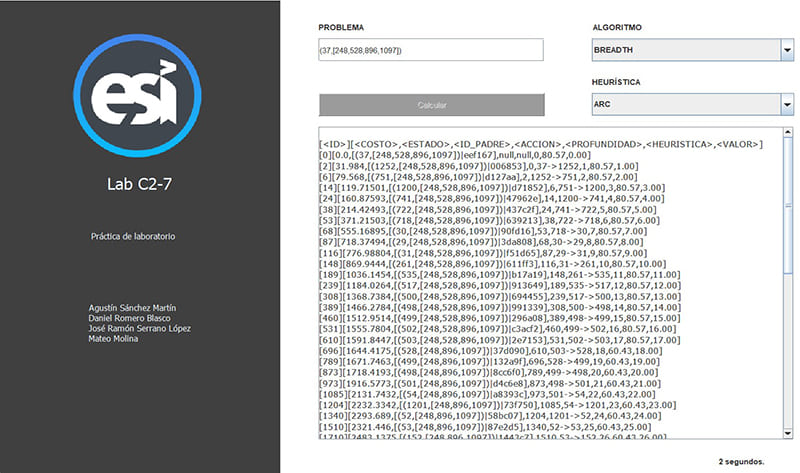 esi
Lab C2-7
Práctica de laboratorio
Agustín Sánchez Martín
Daniel Romero Blasco
José Ramón Serrano López
Mateo Molina
PROBLEMA
(37,[248,528,896,1097])
Calcular
ALGORITMO
BREADTH
HEURÍSTICA
ARC
[<ID>][<COSTO>,<ESTADO>,<ID_PADRE>,<ACCION>,<PROFUNDIDAD>,<HEURISTICA>,<VALOR>]
[0][0.0,[(37,[248,528,896,1097])|eef167],null,null,0,80.57,0.00]
[2][31.984,[(1252,[248,528,896,1097])|006853],0,37->1252,1,80.57,1.00]
[6][79.568,[(751,[248,528,896,1097])|d127aa],2,1252->751,2,80.57,2.00]
[14][119.71501,[(1200,[248,528,896,1097])|d71852],6,751->1200,3,80.57,3.00]
[24][160.87593,[(741,[248,528,896,1097])|47962e],14,1200->741,4,80.57,4.00]
[38][214.42493,[(722,[248,528,896,1097])|437c2f],24,741->722,5,80.57,5.00]
[53][371.21503,[(718,[248,528,896,1097])|639213],38,722->718,6,80.57,6.00]
[68][555.16895,[(30,[248,528,896,1097])|90fd16],53,718->30,7,80.57,7.00]
[87][718.37494,[(29,[248,528,896,1097])|3da808],68,30->29,8,80.57,8.00]
[116][776.98804,[(31,[248,528,896,1097])|f51d65],87,29->31,9,80.57,9.00]
[148][869.9444,[(261,[248,528,896,1097])|611ff3],116,31->261,10,80.57,10.00]
[189][1036.1454,[(535,[248,528,896,1097])|b17a19],148,261->535,11,80.57,11.00]
[239][1184.0264,[(517,[248,528,896,1097])|913649],189,535->517,12,80.57,12.00]
[308][1368.7384,[(500,[248,528,896,1097])|694455],239,517->500,13,80.57,13.00]
[389][1466.2784,[(498,[248,528,896,1097])|991339],308,500->498,14,80.57,14.00]
[460][1512.9514,[(499,[248,528,896,1097])|296a08],389,498->499,15,80.57,15.00]
[531][1555.7804,[(502,[248,528,896,1097])|c3acf2],460,499->502,16,80.57,16.00]
[610][1591.8447,[(503,[248,528,896,1097])|2e7153],531,502->503,17,80.57,17.00]
[696][1644.4175,[(528,[248,896,1097])|37d090],610,503->528,18,60.43,18.00]
[789][1671.7463,[(499,[248,896,1097])|132a9f],696,528->499,19,60.43,19.00]
[873][1718.4193,[(498,[248,896,1097])|8cc6f0],789,499->498,20,60.43,20.00]
[973][1916.5773,[(501,[248,896,1097])|d4c6e8],873,498->501,21,60.43,21.00]
[1085][2131.7432,[(54,[248,896,1097])|a8393c],973,501->54,22,60.43,22.00]
[1204][2232.3342,[(1201,[248,896,1097])|73f750],1085,54->1201,23,60.43,23.00]
[1340][2293.689,[(52,[248,896,1097])|58bc07],1204,1201->52,24,60.43,24.00]
[1510][2321.446,[(53,[248,896,1097])|87e2d5],1340,52->53,25,60.43,25.00]
2 segundos.